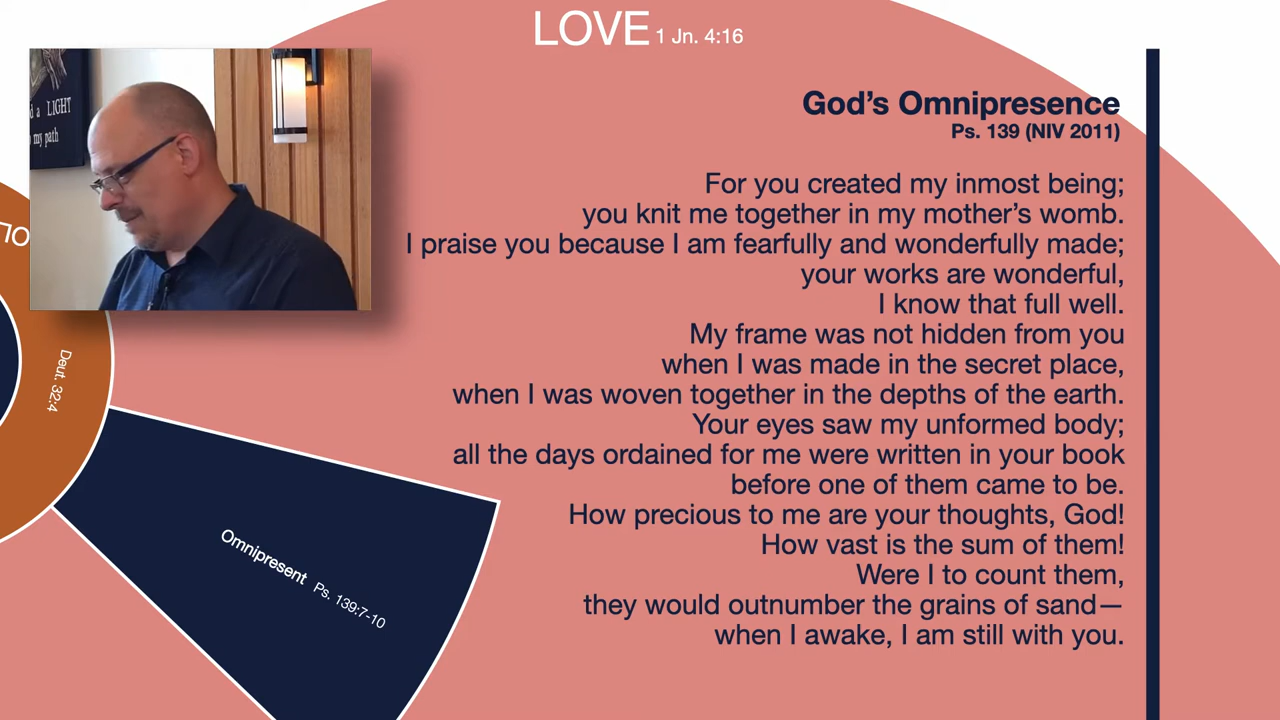 LOVE 1 Jn. 4:16
d a LIGHT
my path
God’s Omnipresence
Ps. 139 (NIV 2011)
For you created my inmost being;
you knit me together in my mother’s womb.
I praise you because I am fearfully and wonderfully made;
your works are wonderful,
I know that full well.
My frame was not hidden from you
when I was made in the secret place,
when I was woven together in the depths of the earth.
Your eyes saw my unformed body;
all the days ordained for me were written in your book
before one of them came to be.
How precious to me are your thoughts, God!
How vast is the sum of them!
Were I to count them,
they would outnumber the grains of sand—
when I awake, I am still with you.
Deut. 32:4
Omnipresent Ps. 139:7-10